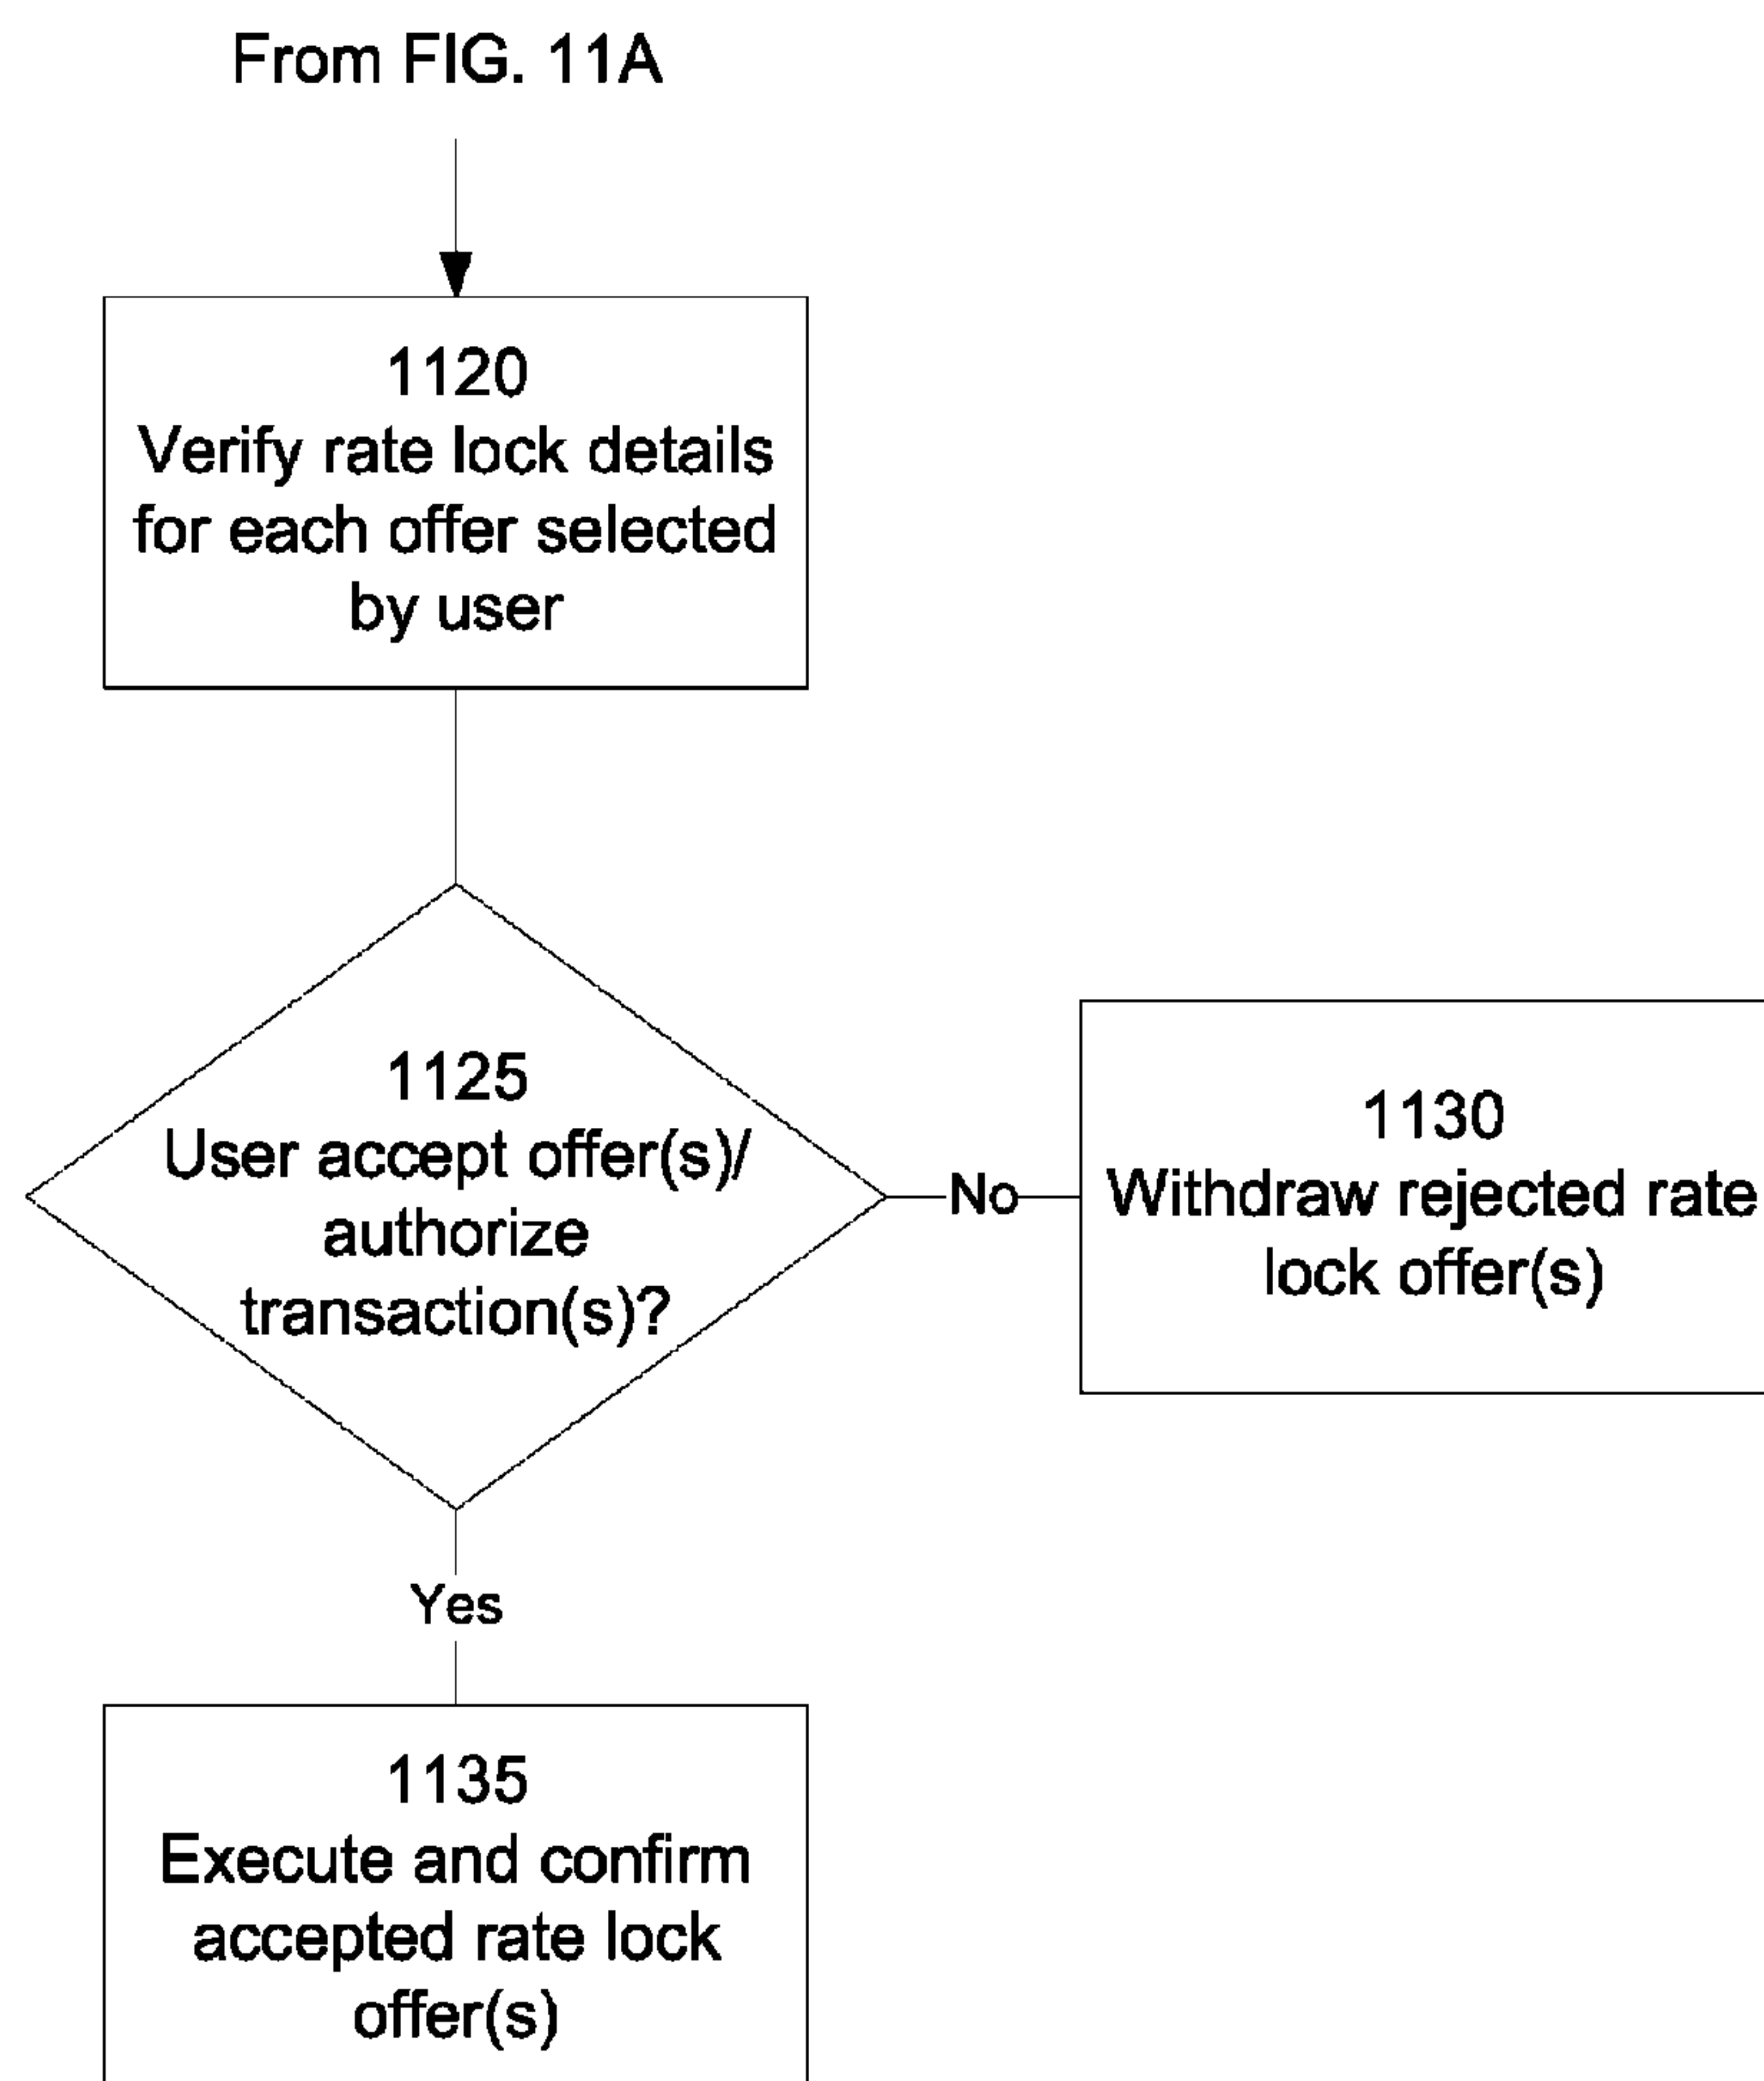 From FIG. 11A
1120
Verify rate lock details
for each offer selected
by user
1125
User accept offer(s)/
authorize
transaction(s)?
No
1130
Withdraw rejected rate
lock offer(s)
Yes
1135
Execute and confirm
accepted rate lock
offer(s)